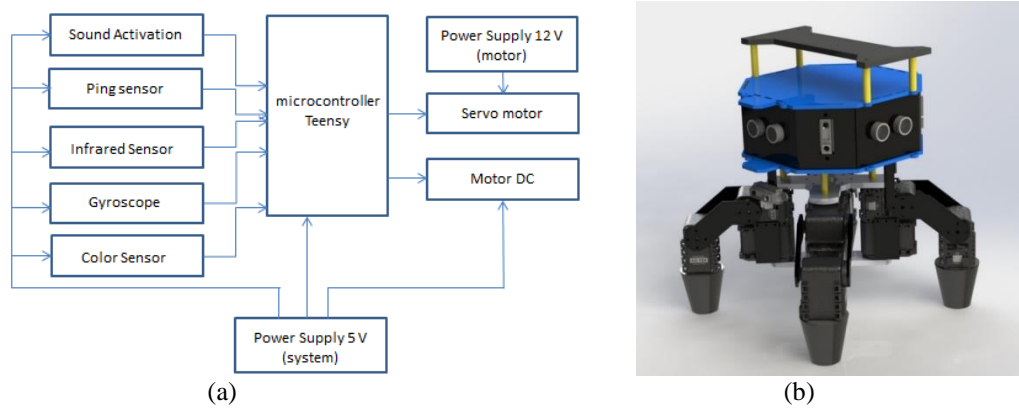 Sound Activation
Ping sensor
Infrared Sensor
Gyroscope
Color Sensor
microcontroller
Teensy
Power Supply 12 V
(motor)
Servo motor
Motor DC
Power Supply 5 V
(system)
(a)
(b)